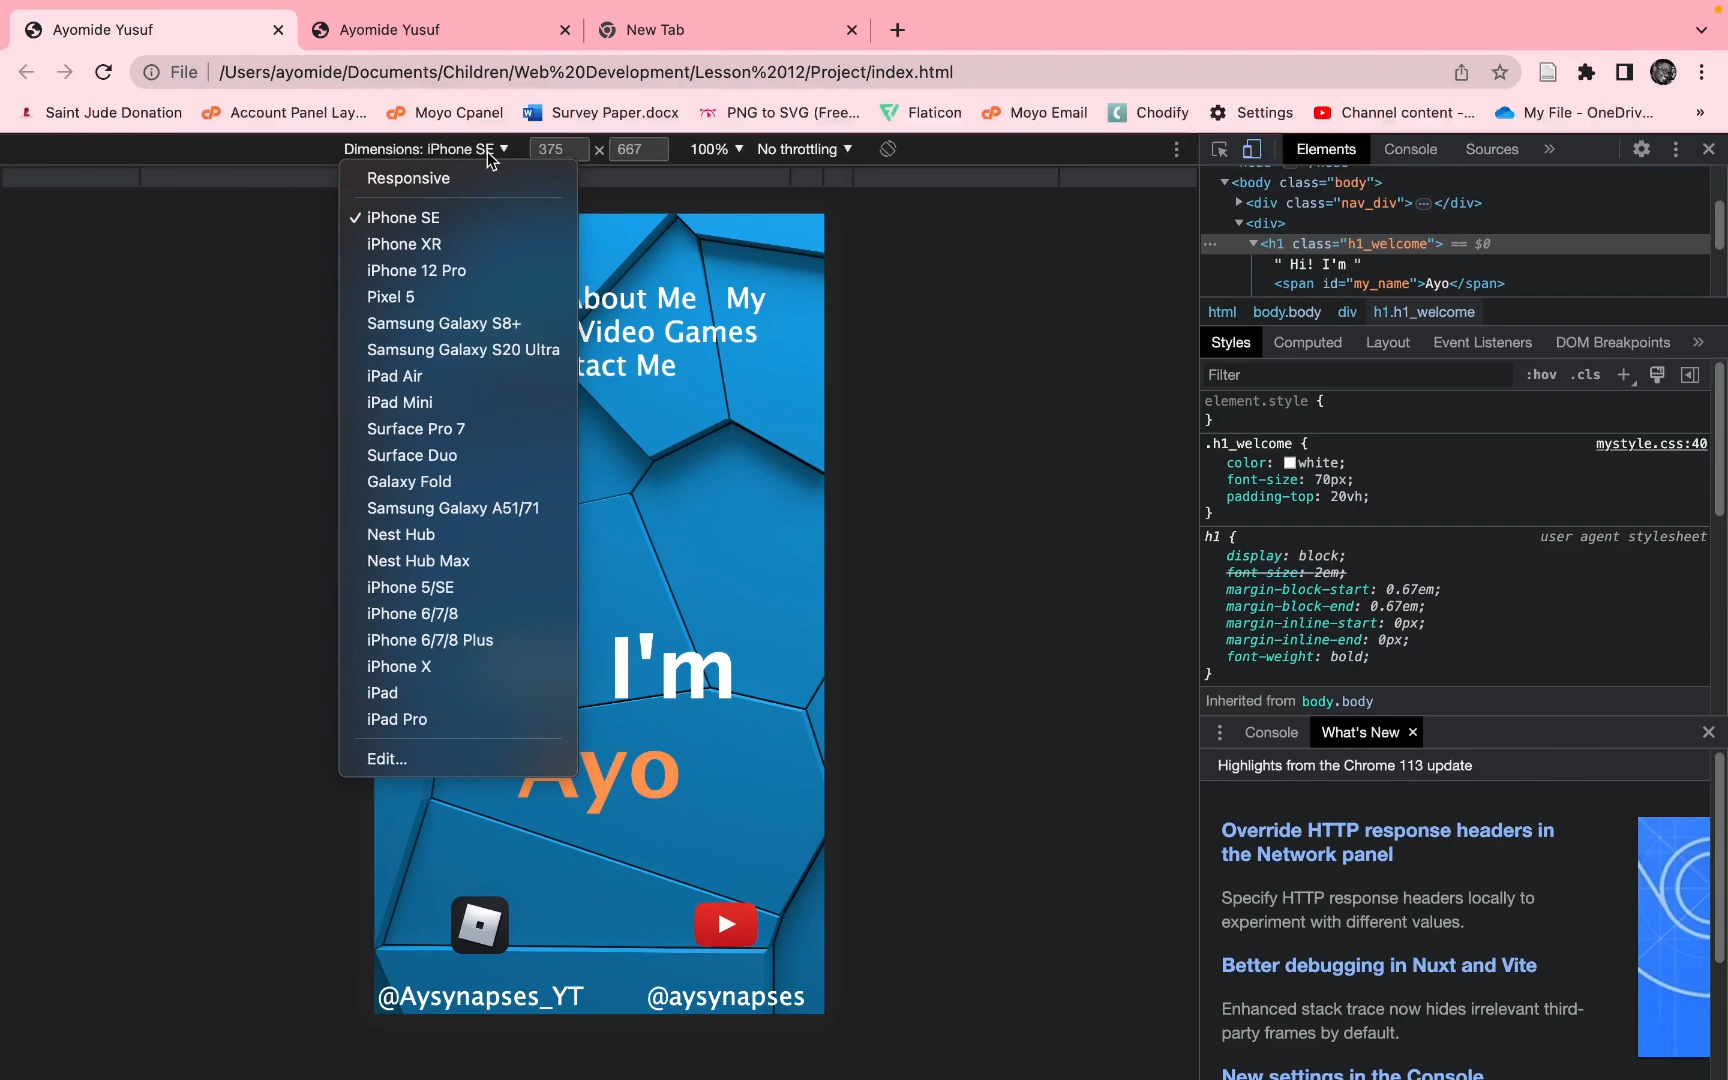 Ayomide Yusuf
Ayomide Yusuf
New Tab
File /Users/ayomide/Documents/Children/Web%20Development/Lesson%2012/Project/index.html
Saint Jude Donation
Account Panel Lay...
Moyo Cpanel
Survey Paper.docx
PNG to SVG (Free...
Flaticon
Moyo Email
Chodify
Settings
Channel content -...
My File - OneDriv...
»
Dimensions: iPhone SE ▼ 375 × 667 100% ▼ No throttling ▼
Responsive
✓ iPhone SE
iPhone XR
iPhone 12 Pro
Pixel 5
Samsung Galaxy S8+
Samsung Galaxy S20 Ultra
iPad Air
iPad Mini
Surface Pro 7
Surface Duo
Galaxy Fold
Samsung Galaxy A51/71
Nest Hub
Nest Hub Max
iPhone 5/SE
iPhone 6/7/8
iPhone 6/7/8 Plus
iPhone X
iPad
iPad Pro
Edit...
bout Me My
Video Games
tact Me
I'm
Ayo
@Aysynapses_YT
@aysynapses
Elements Console Sources »
<body class="body">
<div class="nav_div"> … </div>
<div>
<h1 class="h1_welcome"> == $0
" Hi! I'm "
<span id="my_name">Ayo</span>
html body.body div h1.h1_welcome
Styles Computed Layout Event Listeners DOM Breakpoints »
Filter :hov .cls +
element.style {
}
.h1_welcome { mystyle.css:40
color: white;
font-size: 70px;
padding-top: 20vh;
}
h1 { user agent stylesheet
display: block;
font-size: 2em;
margin-block-start: 0.67em;
margin-block-end: 0.67em;
margin-inline-start: 0px;
margin-inline-end: 0px;
font-weight: bold;
}
Inherited from body.body
Console What's New ×
Highlights from the Chrome 113 update
Override HTTP response headers in
the Network panel
Specify HTTP response headers locally to
experiment with different values.
Better debugging in Nuxt and Vite
Enhanced stack trace now hides irrelevant third-
party frames by default.
New settings in the Console